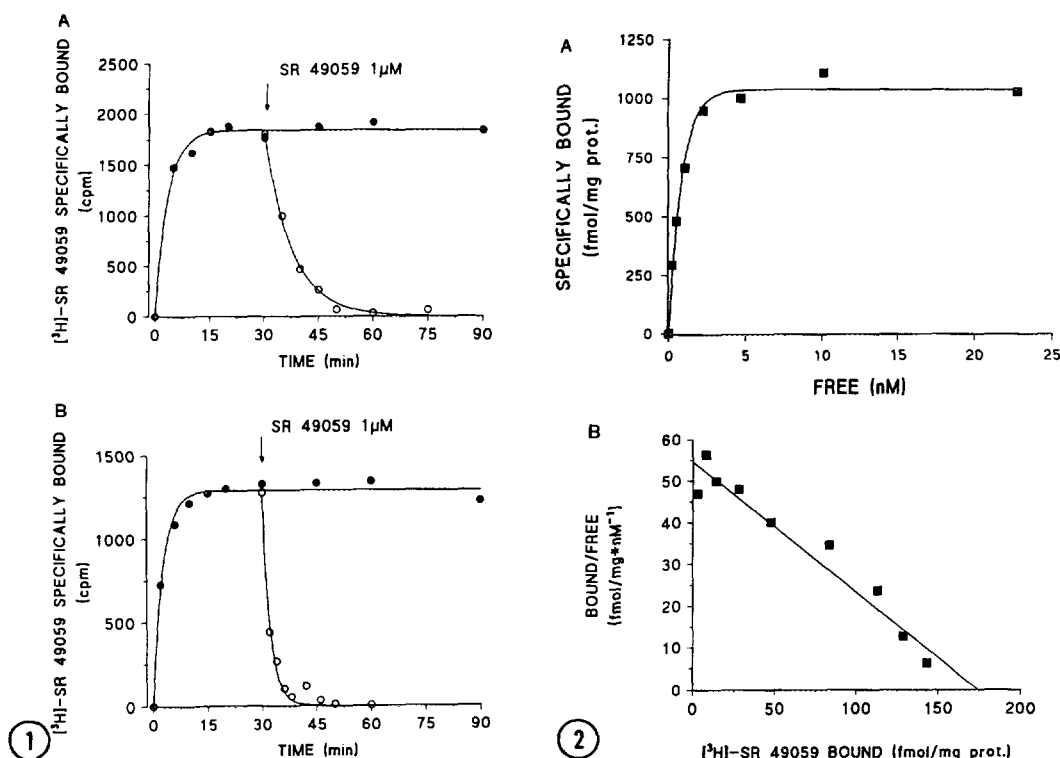 A
[³H]-SR 49059 SPECIFICALLY BOUND
(cpm)
2500
2000
1500
1000
500
0
SR 49059 1μM
0 15 30 45 60 75 90
TIME (min)
B
[³H]-SR 49059 SPECIFICALLY BOUND
(cpm)
1500
1250
1000
750
500
250
0
SR 49059 1μM
0 15 30 45 60 75 90
TIME (min)
1
A
SPECIFICALLY BOUND
(fmol/mg prot.)
1250
1000
750
500
250
0
0 5 10 15 20 25
FREE (nM)
B
BOUND/FREE
(fmol/mg*nM⁻¹)
60
50
40
30
20
10
0
0 50 100 150 200
[³H]-SR 49059 BOUND (fmol/mg prot.)
2